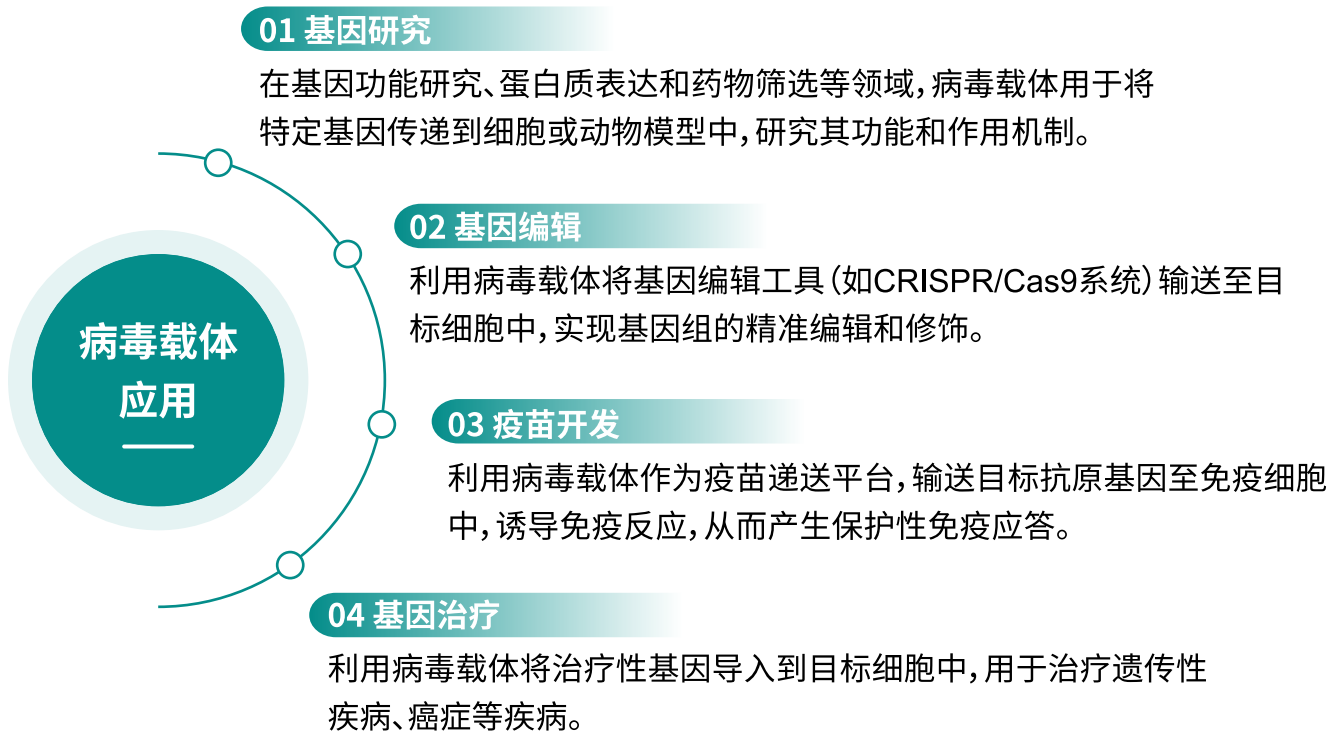 01 基因研究
在基因功能研究、蛋白质表达和药物筛选等领域，病毒载体用于将
特定基因传递到细胞或动物模型中，研究其功能和作用机制。
02 基因编辑
利用病毒载体将基因编辑工具（如CRISPR/Cas9系统）输送至目
标细胞中，实现基因组的精准编辑和修饰。
病毒载体
应用
03 疫苗开发
利用病毒载体作为疫苗递送平台，输送目标抗原基因至免疫细胞
中，诱导免疫反应，从而产生保护性免疫应答。
04 基因治疗
利用病毒载体将治疗性基因导入到目标细胞中，用于治疗遗传性
疾病、癌症等疾病。